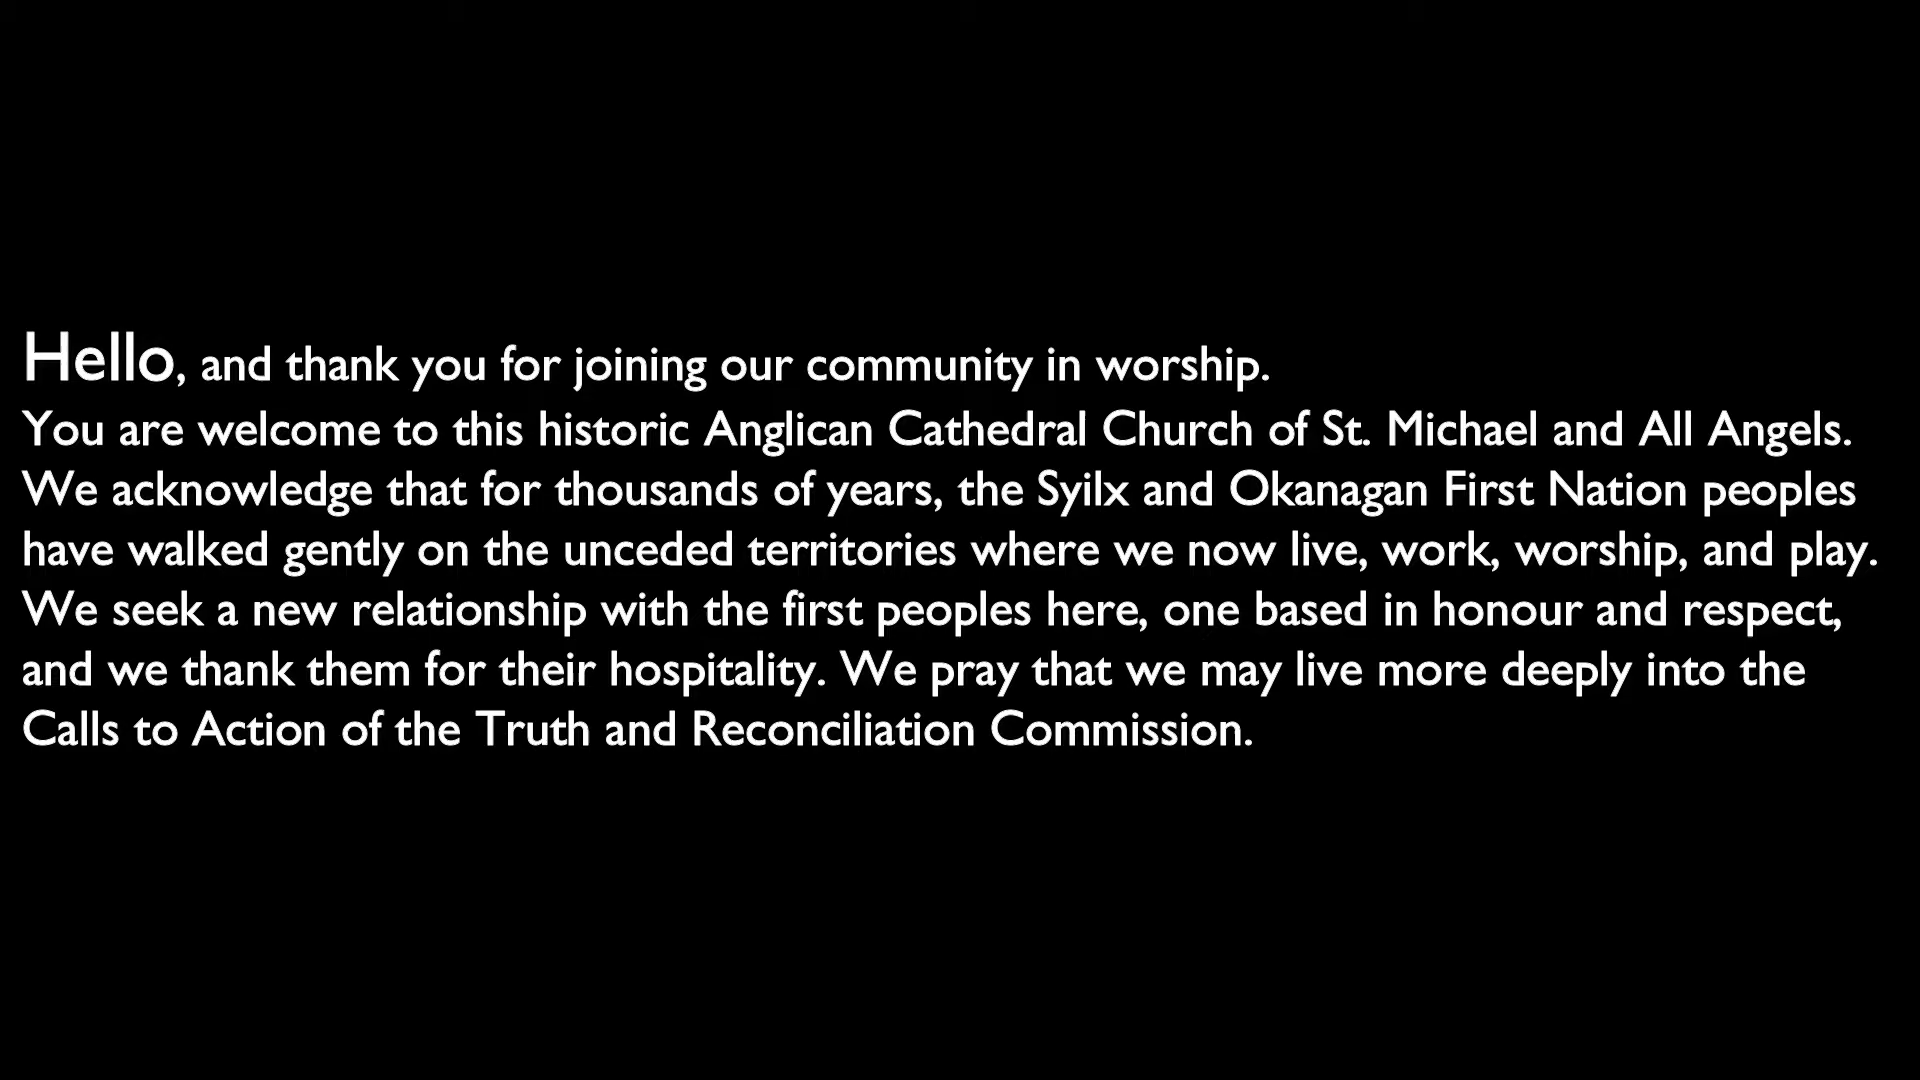 Hello, and thank you for joining our community in worship.
You are welcome to this historic Anglican Cathedral Church of St. Michael and All Angels.
We acknowledge that for thousands of years, the Syilx and Okanagan First Nation peoples
have walked gently on the unceded territories where we now live, work, worship, and play.
We seek a new relationship with the first peoples here, one based in honour and respect,
and we thank them for their hospitality. We pray that we may live more deeply into the
Calls to Action of the Truth and Reconciliation Commission.